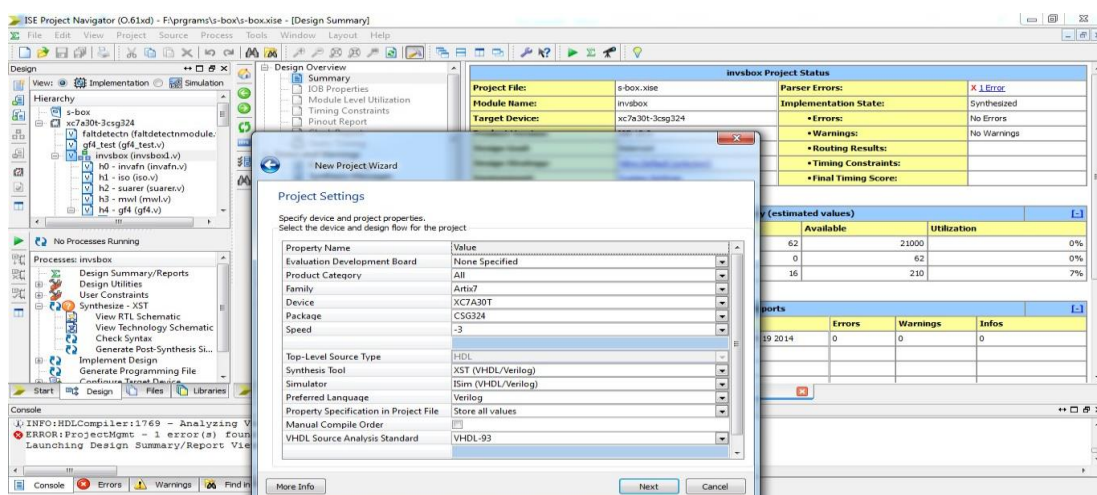 ISE Project Navigator (O.61xd) - F:\prgrams\s-box\s-box.xise - [Design Summary]
File Edit View Project Source Process Tools Window Layout Help
Design
View: Implementation Simulation
Hierarchy
s-box
xc7a30t-3csg324
faltdetectn (faltdetectnmodule.
gf4_test (gf4_test.v)
invsbox (invsbox1.v)
h0 - invafn (invafn.v)
h1 - iso (iso.v)
h2 - suarer (suarer.v)
h3 - mwl (mwl.v)
h4 - gf4 (gf4.v)
No Processes Running
Processes: invsbox
Design Summary/Reports
Design Utilities
User Constraints
Synthesize - XST
View RTL Schematic
View Technology Schematic
Check Syntax
Generate Post-Synthesis Si...
Implement Design
Generate Programming File
Configure Target Device
Start Design Files Libraries
Design Overview
Summary
IOB Properties
Module Level Utilization
Timing Constraints
Pinout Report
invsbox Project Status
Project File: s-box.xise Parser Errors: X 1 Error
Module Name: invsbox Implementation State: Synthesized
Target Device: xc7a30t-3csg324 •Errors: No Errors
•Warnings: No Warnings
•Routing Results:
•Timing Constraints:
•Final Timing Score:
(estimated values) [-]
Available Utilization
62 21000 0%
0 62 0%
16 210 7%
ports [-]
Errors Warnings Infos
19 2014 0 0 0
New Project Wizard
Project Settings
Specify device and project properties.
Select the device and design flow for the project
Property Name Value
Evaluation Development Board None Specified
Product Category All
Family Artix7
Device XC7A30T
Package CSG324
Speed -3
Top-Level Source Type HDL
Synthesis Tool XST (VHDL/Verilog)
Simulator ISim (VHDL/Verilog)
Preferred Language Verilog
Property Specification in Project File Store all values
Manual Compile Order
VHDL Source Analysis Standard VHDL-93
More Info Next Cancel
Console
INFO:HDLCompiler:1769 - Analyzing V
ERROR:ProjectMgmt - 1 error(s) foun
Launching Design Summary/Report Vie
Console Errors Warnings Find in